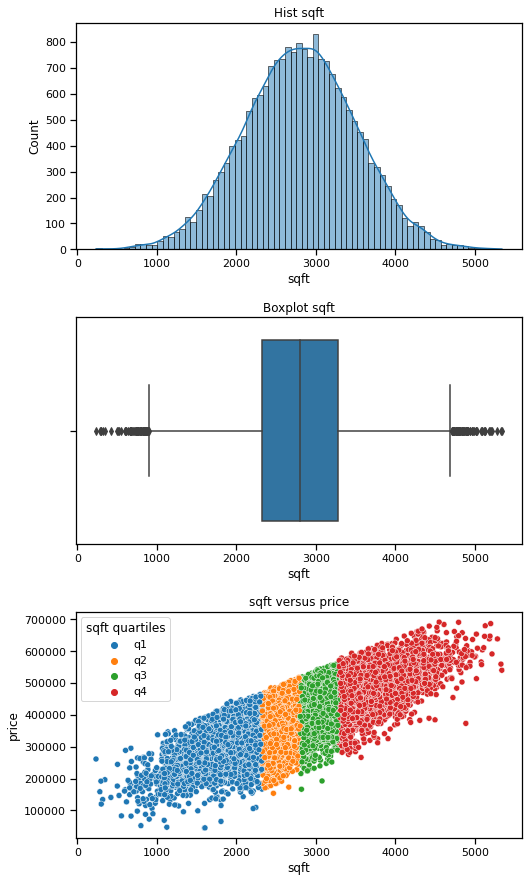 Hist sqft
800
700
600
500
400
300
200
100
0
Count
0 1000 2000 3000 4000 5000
sqft
Boxplot sqft
0 1000 2000 3000 4000 5000
sqft
sqft versus price
700000
600000
500000
400000
300000
200000
100000
price
sqft quartiles
q1
q2
q3
q4
0 1000 2000 3000 4000 5000
sqft